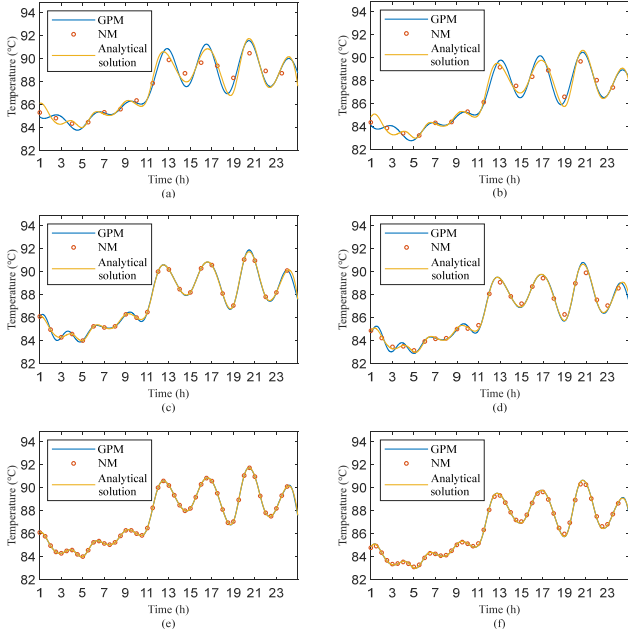 94
92
90
88
86
84
82
Temperature (°C)
GPM
NM
Analytical
solution
1 3 5 7 9 11 13 15 17 19 21 23
Time (h)
(a)
94
92
90
88
86
84
82
Temperature (°C)
GPM
NM
Analytical
solution
1 3 5 7 9 11 13 15 17 19 21 23
Time (h)
(b)
94
92
90
88
86
84
82
Temperature (°C)
GPM
NM
Analytical
solution
1 3 5 7 9 11 13 15 17 19 21 23
Time (h)
(c)
94
92
90
88
86
84
82
Temperature (°C)
GPM
NM
Analytical
solution
1 3 5 7 9 11 13 15 17 19 21 23
Time (h)
(d)
94
92
90
88
86
84
82
Temperature (°C)
GPM
NM
Analytical
solution
1 3 5 7 9 11 13 15 17 19 21 23
Time (h)
(e)
94
92
90
88
86
84
82
Temperature (°C)
GPM
NM
Analytical
solution
1 3 5 7 9 11 13 15 17 19 21 23
Time (h)
(f)